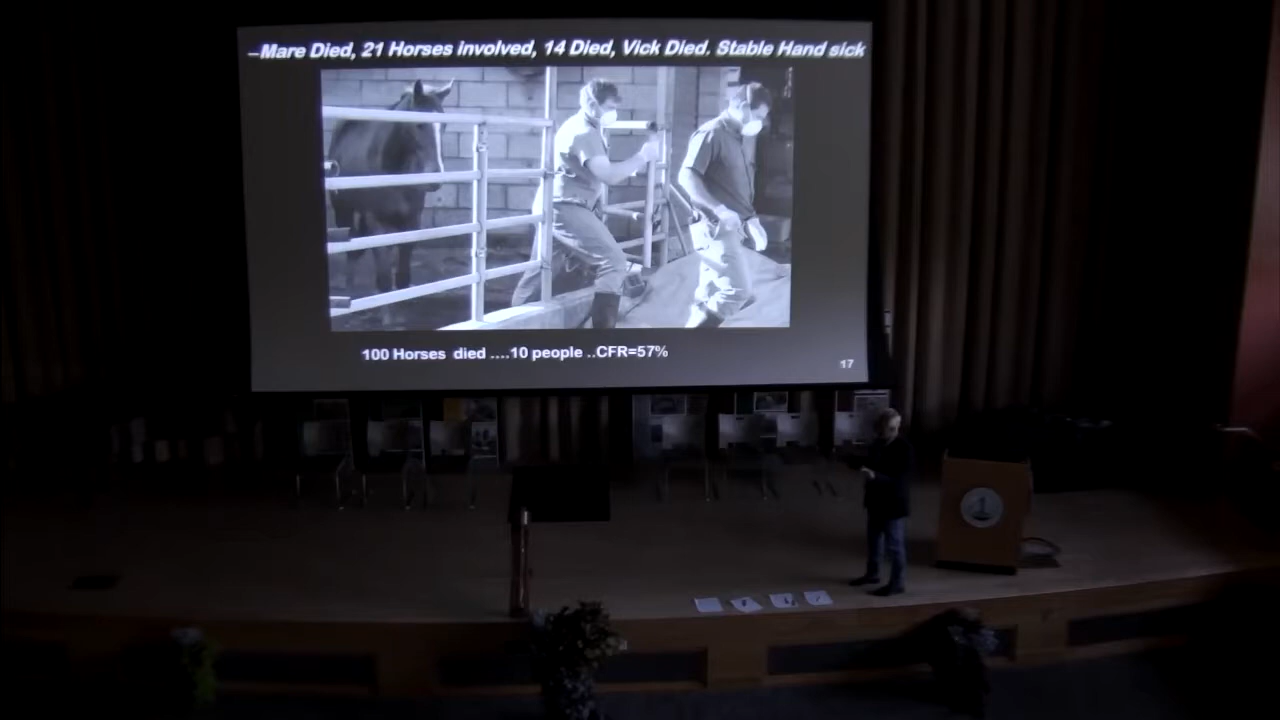 –Mare Died, 21 Horses Involved, 14 Died, Vick Died. Stable Hand sick
100 Horses died ....10 people ..CFR=57%
17